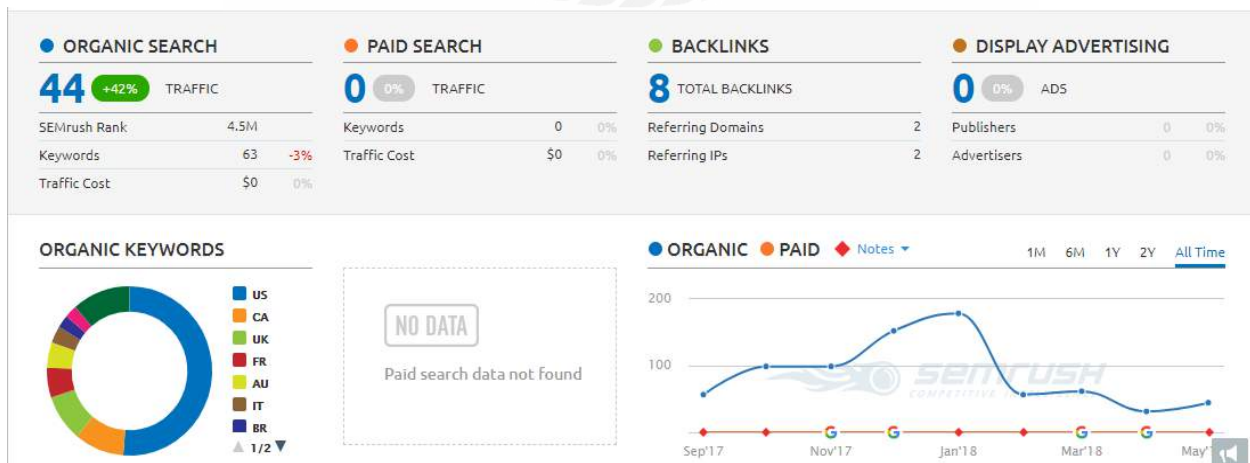 ORGANIC SEARCH
44 +42% TRAFFIC
SEMrush Rank 4.5M
Keywords 63 -3%
Traffic Cost $0 0%
PAID SEARCH
0 0% TRAFFIC
Keywords 0 0%
Traffic Cost $0 0%
BACKLINKS
8 TOTAL BACKLINKS
Referring Domains 2
Referring IPs 2
DISPLAY ADVERTISING
0 0% ADS
Publishers 0 0%
Advertisers 0 0%
ORGANIC KEYWORDS
US
CA
UK
FR
AU
IT
BR
1/2
NO DATA
Paid search data not found
ORGANIC PAID Notes 1M 6M 1Y 2Y All Time
200
100
SEMRUSH
G G G G
Sep'17 Nov'17 Jan'18 Mar'18 May'